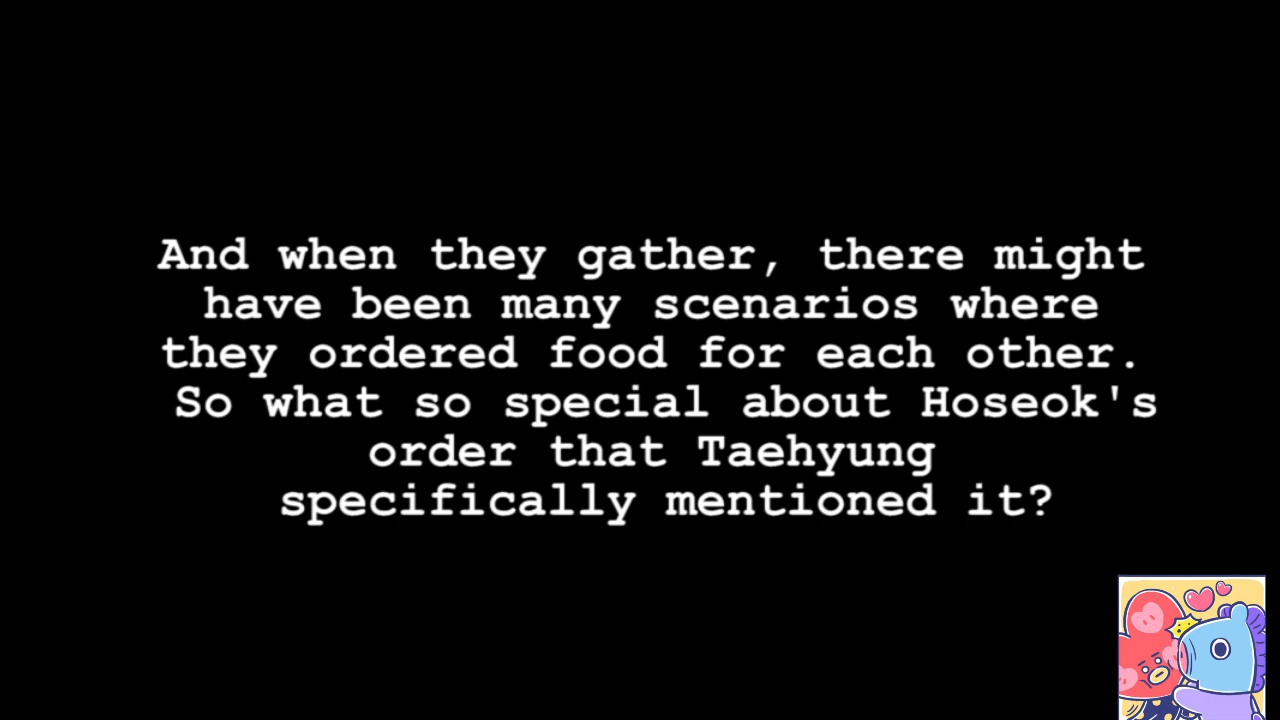 And when they gather, there might
have been many scenarios where
they ordered food for each other.
So what so special about Hoseok's
order that Taehyung
specifically mentioned it?